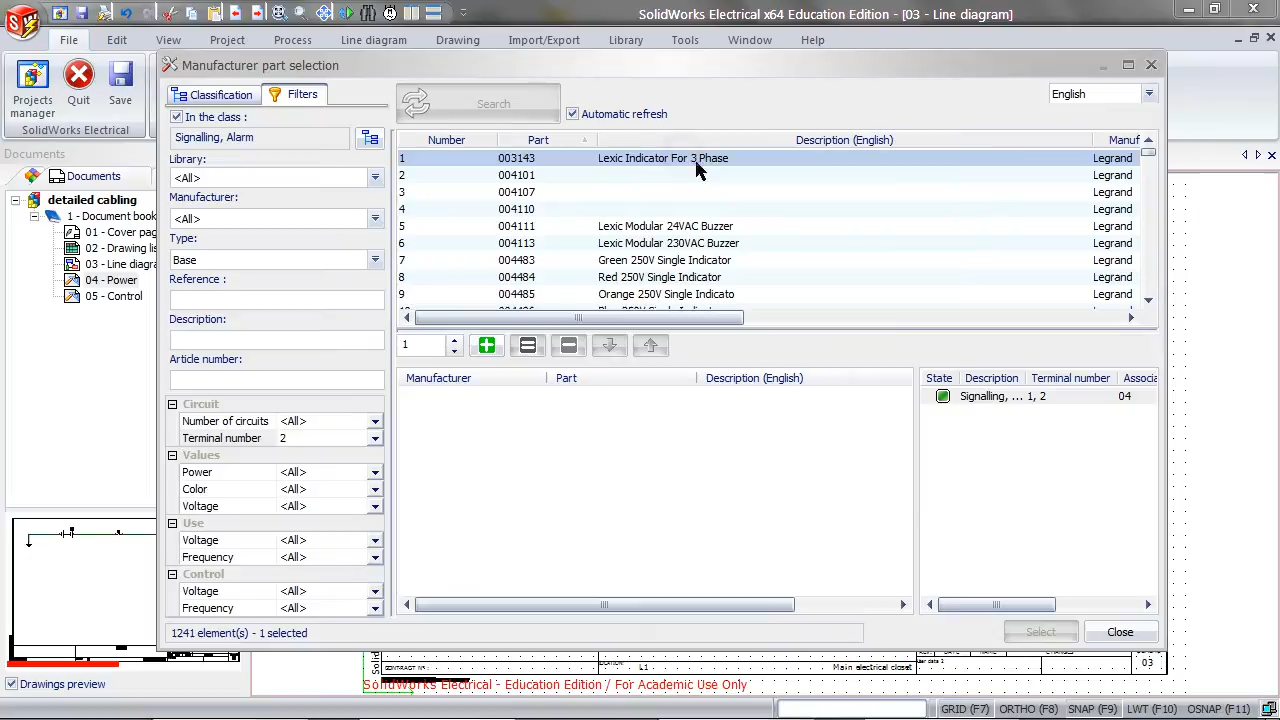 SolidWorks Electrical x64 Education Edition - [03 - Line diagram]
File Edit View Project Process Line diagram Drawing Import/Export Library Tools Window Help
Projects manager
Quit
Save
SolidWorks Electrical
Documents
Documents
detailed cabling
1 - Document book
01 - Cover pag
02 - Drawing lis
03 - Line diagra
04 - Power
05 - Control
Drawings preview
Manufacturer part selection
Classification Filters
In the class :
Signalling, Alarm
Library:
<All>
Manufacturer:
<All>
Type:
Base
Reference :
Description:
Article number:
Circuit
Number of circuits <All>
Terminal number 2
Values
Power <All>
Color <All>
Voltage <All>
Use
Voltage <All>
Frequency <All>
Control
Voltage <All>
Frequency <All>
Search
Automatic refresh
English
Number Part Description (English) Manuf
1 003143 Lexic Indicator For 3 Phase Legrand
2 004101 Legrand
3 004107 Legrand
4 004110 Legrand
5 004111 Lexic Modular 24VAC Buzzer Legrand
6 004113 Lexic Modular 230VAC Buzzer Legrand
7 004483 Green 250V Single Indicator Legrand
8 004484 Red 250V Single Indicator Legrand
9 004485 Orange 250V Single Indicato Legrand
1
Manufacturer Part Description (English)
State Description Terminal number Associa
Signalling, ... 1, 2 04
1241 element(s) - 1 selected
Select
Close
CONTRACT N° :
L1
Main electrical closet
03
SolidWorks Electrical - Education Edition / For Academic Use Only
GRID (F7) ORTHO (F8) SNAP (F9) LWT (F10) OSNAP (F11)